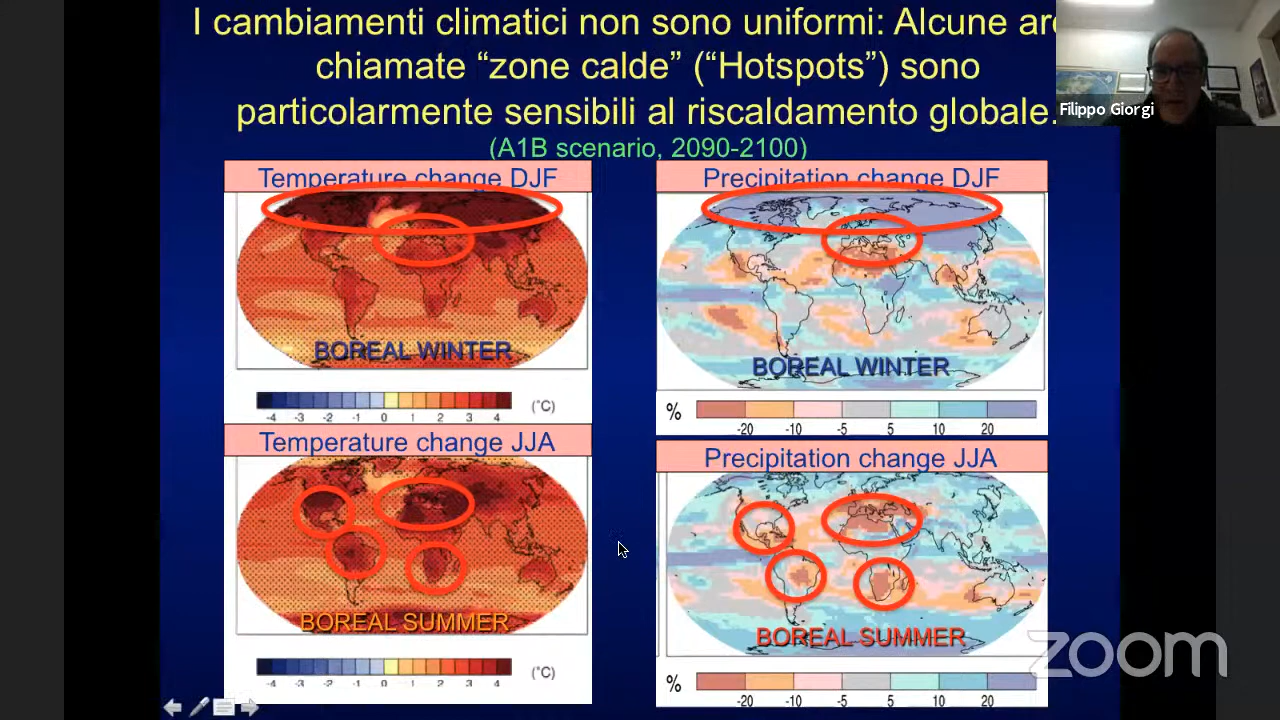 I cambiamenti climatici non sono uniformi: Alcune are
chiamate “zone calde” (“Hotspots”) sono
particolarmente sensibili al riscaldamento globale.
(A1B scenario, 2090-2100)
Filippo Giorgi
Temperature change DJF
BOREAL WINTER
-4 -3 -2 -1 0 1 2 3 4 (°C)
Precipitation change DJF
BOREAL WINTER
% -20 -10 -5 5 10 20
Temperature change JJA
BOREAL SUMMER
-4 -3 -2 -1 0 1 2 3 4 (°C)
Precipitation change JJA
BOREAL SUMMER
% -20 -10 -5 5 10 20
zoom